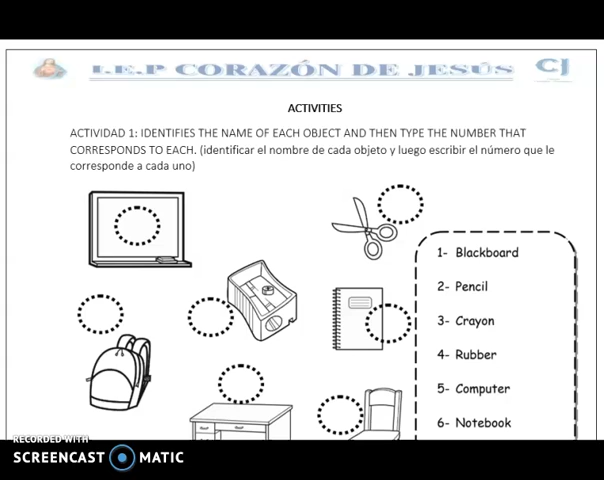 I.E.P CORAZÓN DE JESÚS CJ
ACTIVITIES
ACTIVIDAD 1: IDENTIFIES THE NAME OF EACH OBJECT AND THEN TYPE THE NUMBER THAT
CORRESPONDS TO EACH. (identificar el nombre de cada objeto y luego escribir el número que le
corresponde a cada uno)
1- Blackboard
2- Pencil
3- Crayon
4- Rubber
5- Computer
6- Notebook
RECORDED WITH
SCREENCAST MATIC